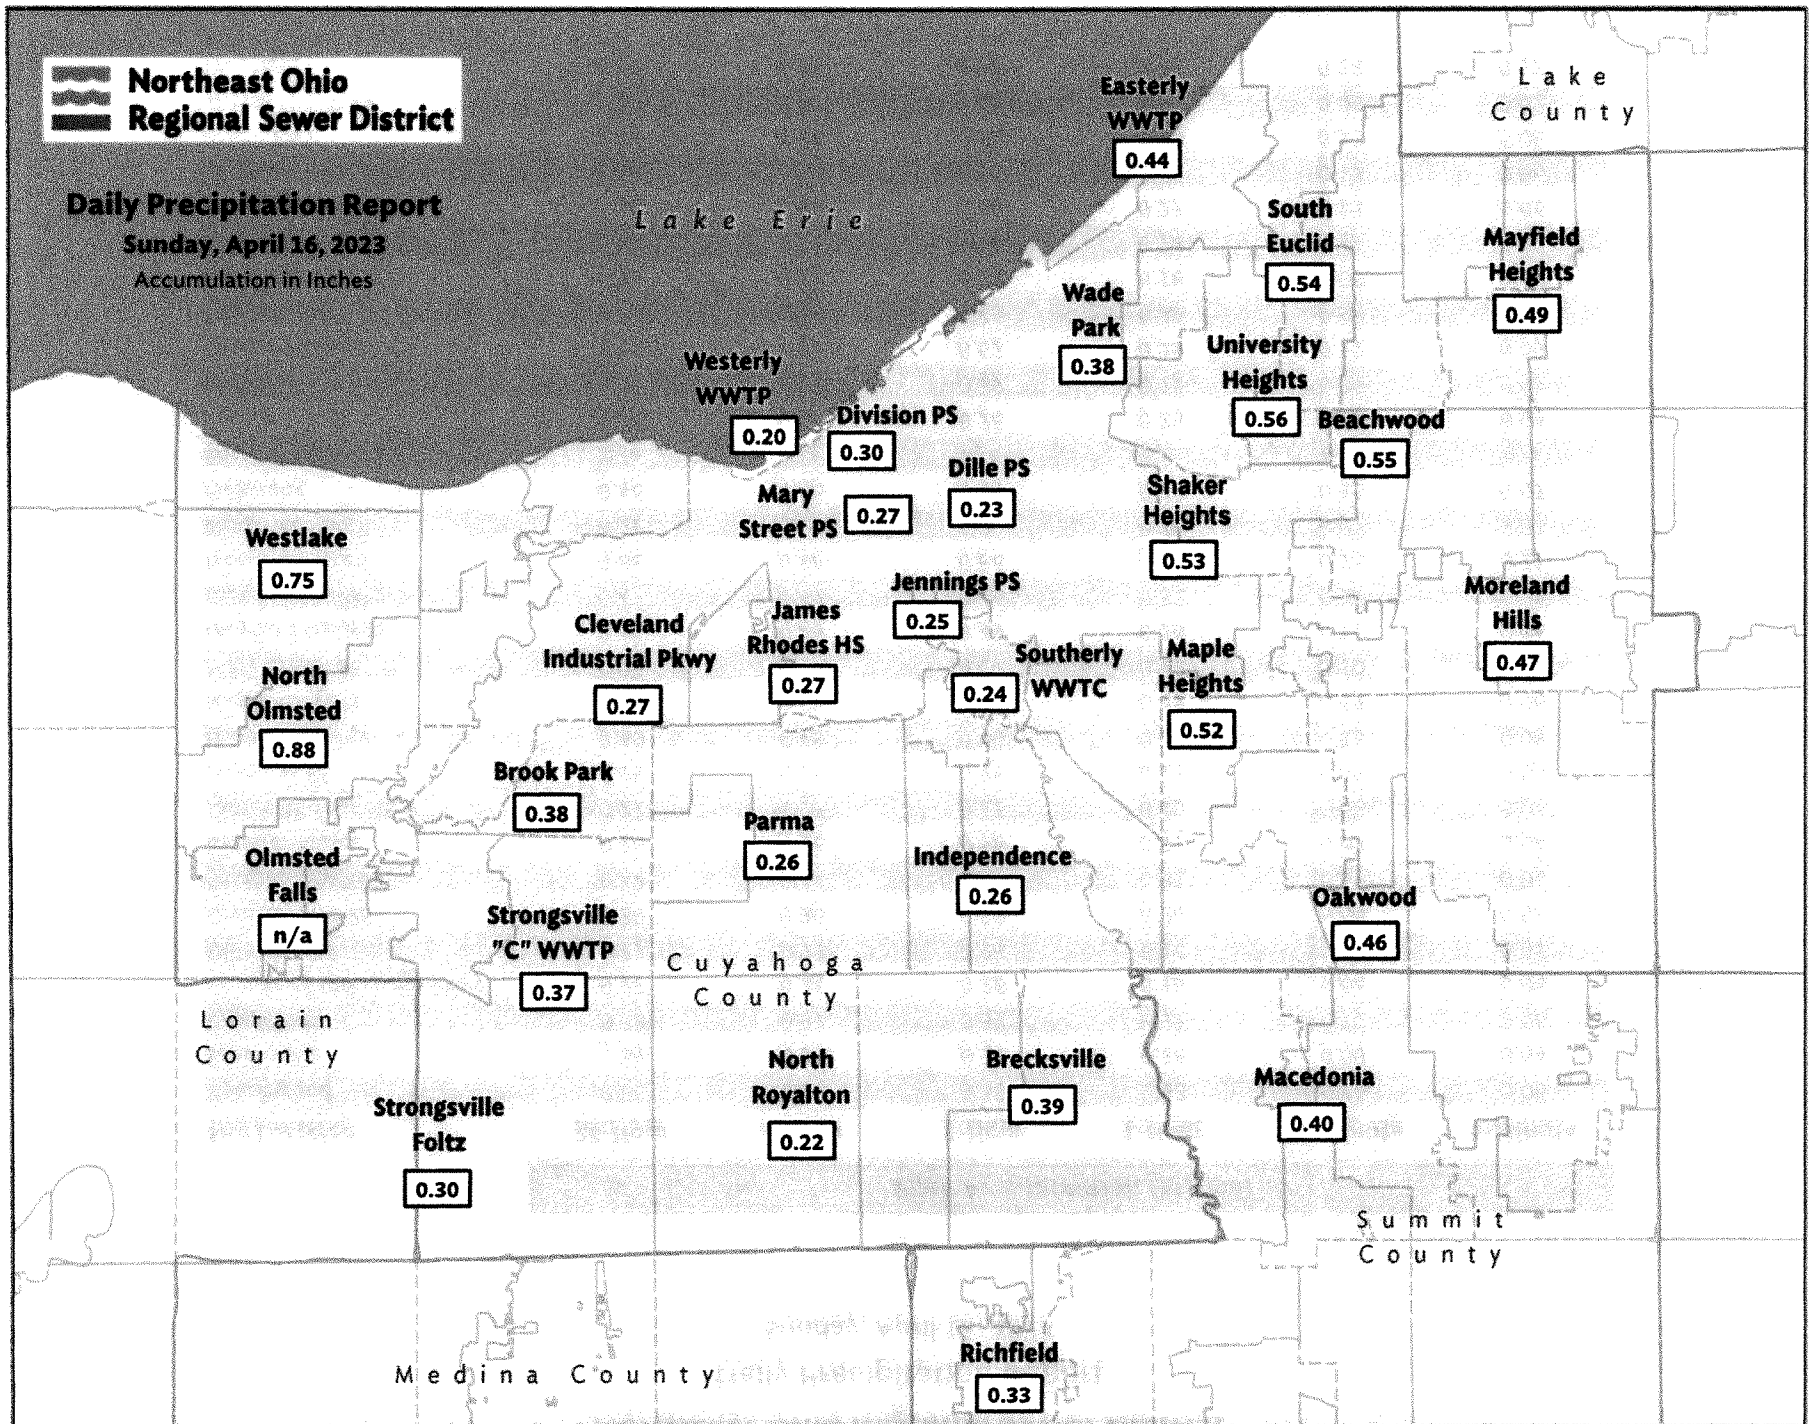 Northeast Ohio
Regional Sewer District
Daily Precipitation Report
Sunday, April 16, 2023
Accumulation in Inches
Lake Erie
Lake
County
Easterly
WWTP
0.44
South
Euclid
0.54
Mayfield
Heights
0.49
Wade
Park
0.38
University
Heights
0.56
Beachwood
0.55
Westerly
WWTP
0.20
Division PS
0.30
Dille PS
0.23
Mary
Street PS
0.27
Shaker
Heights
0.53
Westlake
0.75
Jennings PS
0.25
Moreland
Hills
0.47
Cleveland
Industrial Pkwy
0.27
James
Rhodes HS
0.27
Southerly
WWTC
0.24
Maple
Heights
0.52
North
Olmsted
0.88
Brook Park
0.38
Parma
0.26
Independence
0.26
Olmsted
Falls
n/a
Oakwood
0.46
Strongsville
"C" WWTP
0.37
Cuyahoga
County
Lorain
County
North
Royalton
0.22
Brecksville
0.39
Macedonia
0.40
Strongsville
Foltz
0.30
Summit
County
Medina County
Richfield
0.33